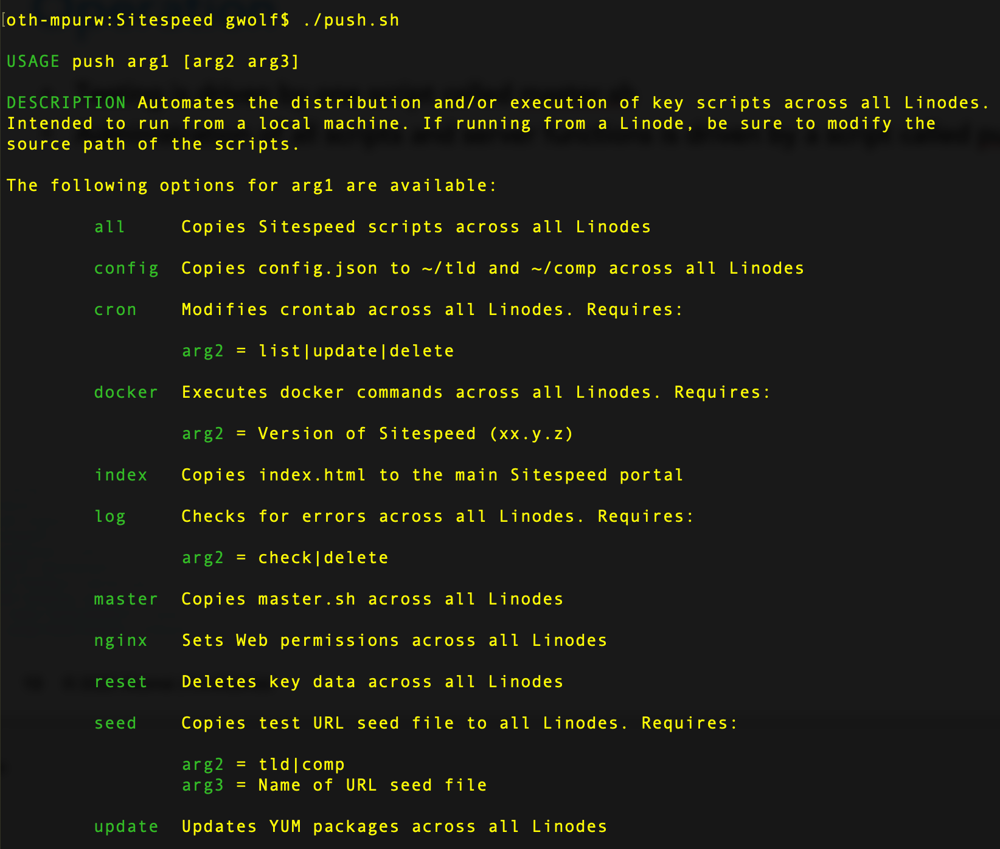 [oth-mpurw:Sitespeed gwolf$ ./push.sh
USAGE push arg1 [arg2 arg3]
DESCRIPTION Automates the distribution and/or execution of key scripts across all Linodes.
Intended to run from a local machine. If running from a Linode, be sure to modify the
source path of the scripts.
The following options for arg1 are available:
all Copies Sitespeed scripts across all Linodes
config Copies config.json to ~/tld and ~/comp across all Linodes
cron Modifies crontab across all Linodes. Requires:
arg2 = list|update|delete
docker Executes docker commands across all Linodes. Requires:
arg2 = Version of Sitespeed (xx.y.z)
index Copies index.html to the main Sitespeed portal
log Checks for errors across all Linodes. Requires:
arg2 = check|delete
master Copies master.sh across all Linodes
nginx Sets Web permissions across all Linodes
reset Deletes key data across all Linodes
seed Copies test URL seed file to all Linodes. Requires:
arg2 = tld|comp
arg3 = Name of URL seed file
update Updates YUM packages across all Linodes